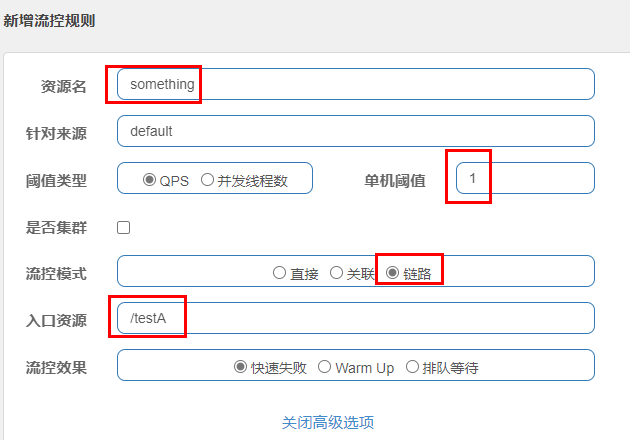 新增流控规则
资源名 something
针对来源 default
阈值类型 QPS 并发线程数 单机阈值 1
是否集群
流控模式 直接 关联 链路
入口资源 /testA
流控效果 快速失败 Warm Up 排队等待
关闭高级选项